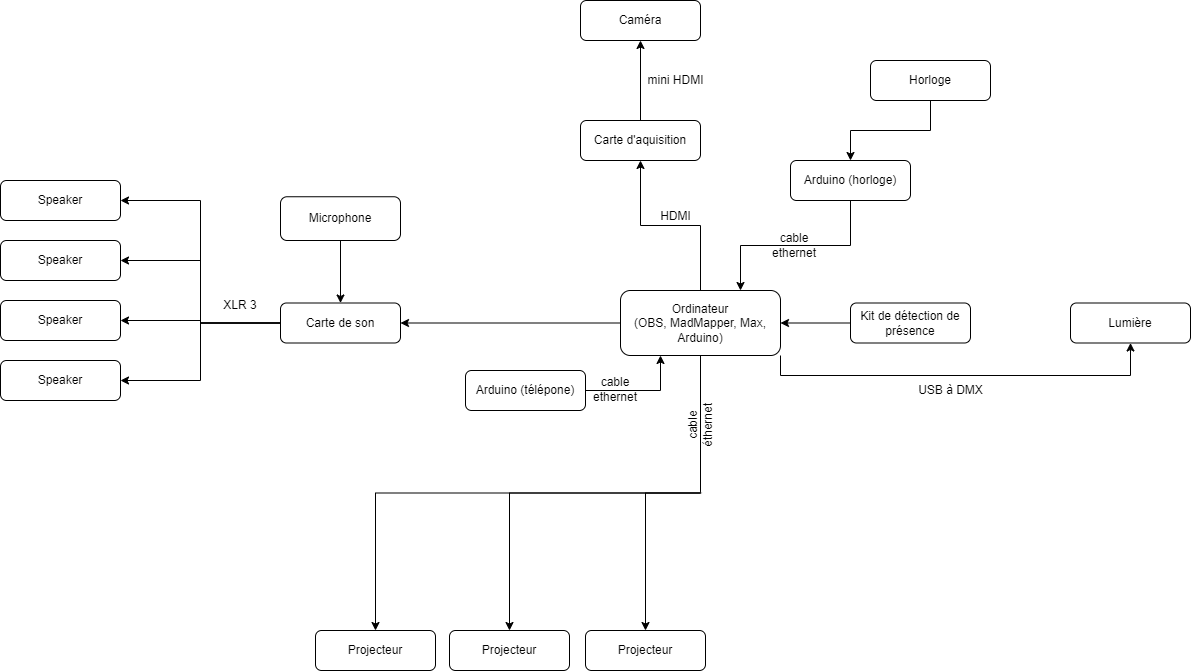 Caméra
mini HDMI
Horloge
Carte d'aquisition
Arduino (horloge)
Speaker
Microphone
HDMI
cable
ethernet
Speaker
XLR 3
Ordinateur
(OBS, MadMapper, Max,
Arduino)
Kit de détection de
présence
Speaker
Carte de son
Lumière
Speaker
Arduino (télépone)
cable
ethernet
USB à DMX
cable
éthernet
Projecteur
Projecteur
Projecteur